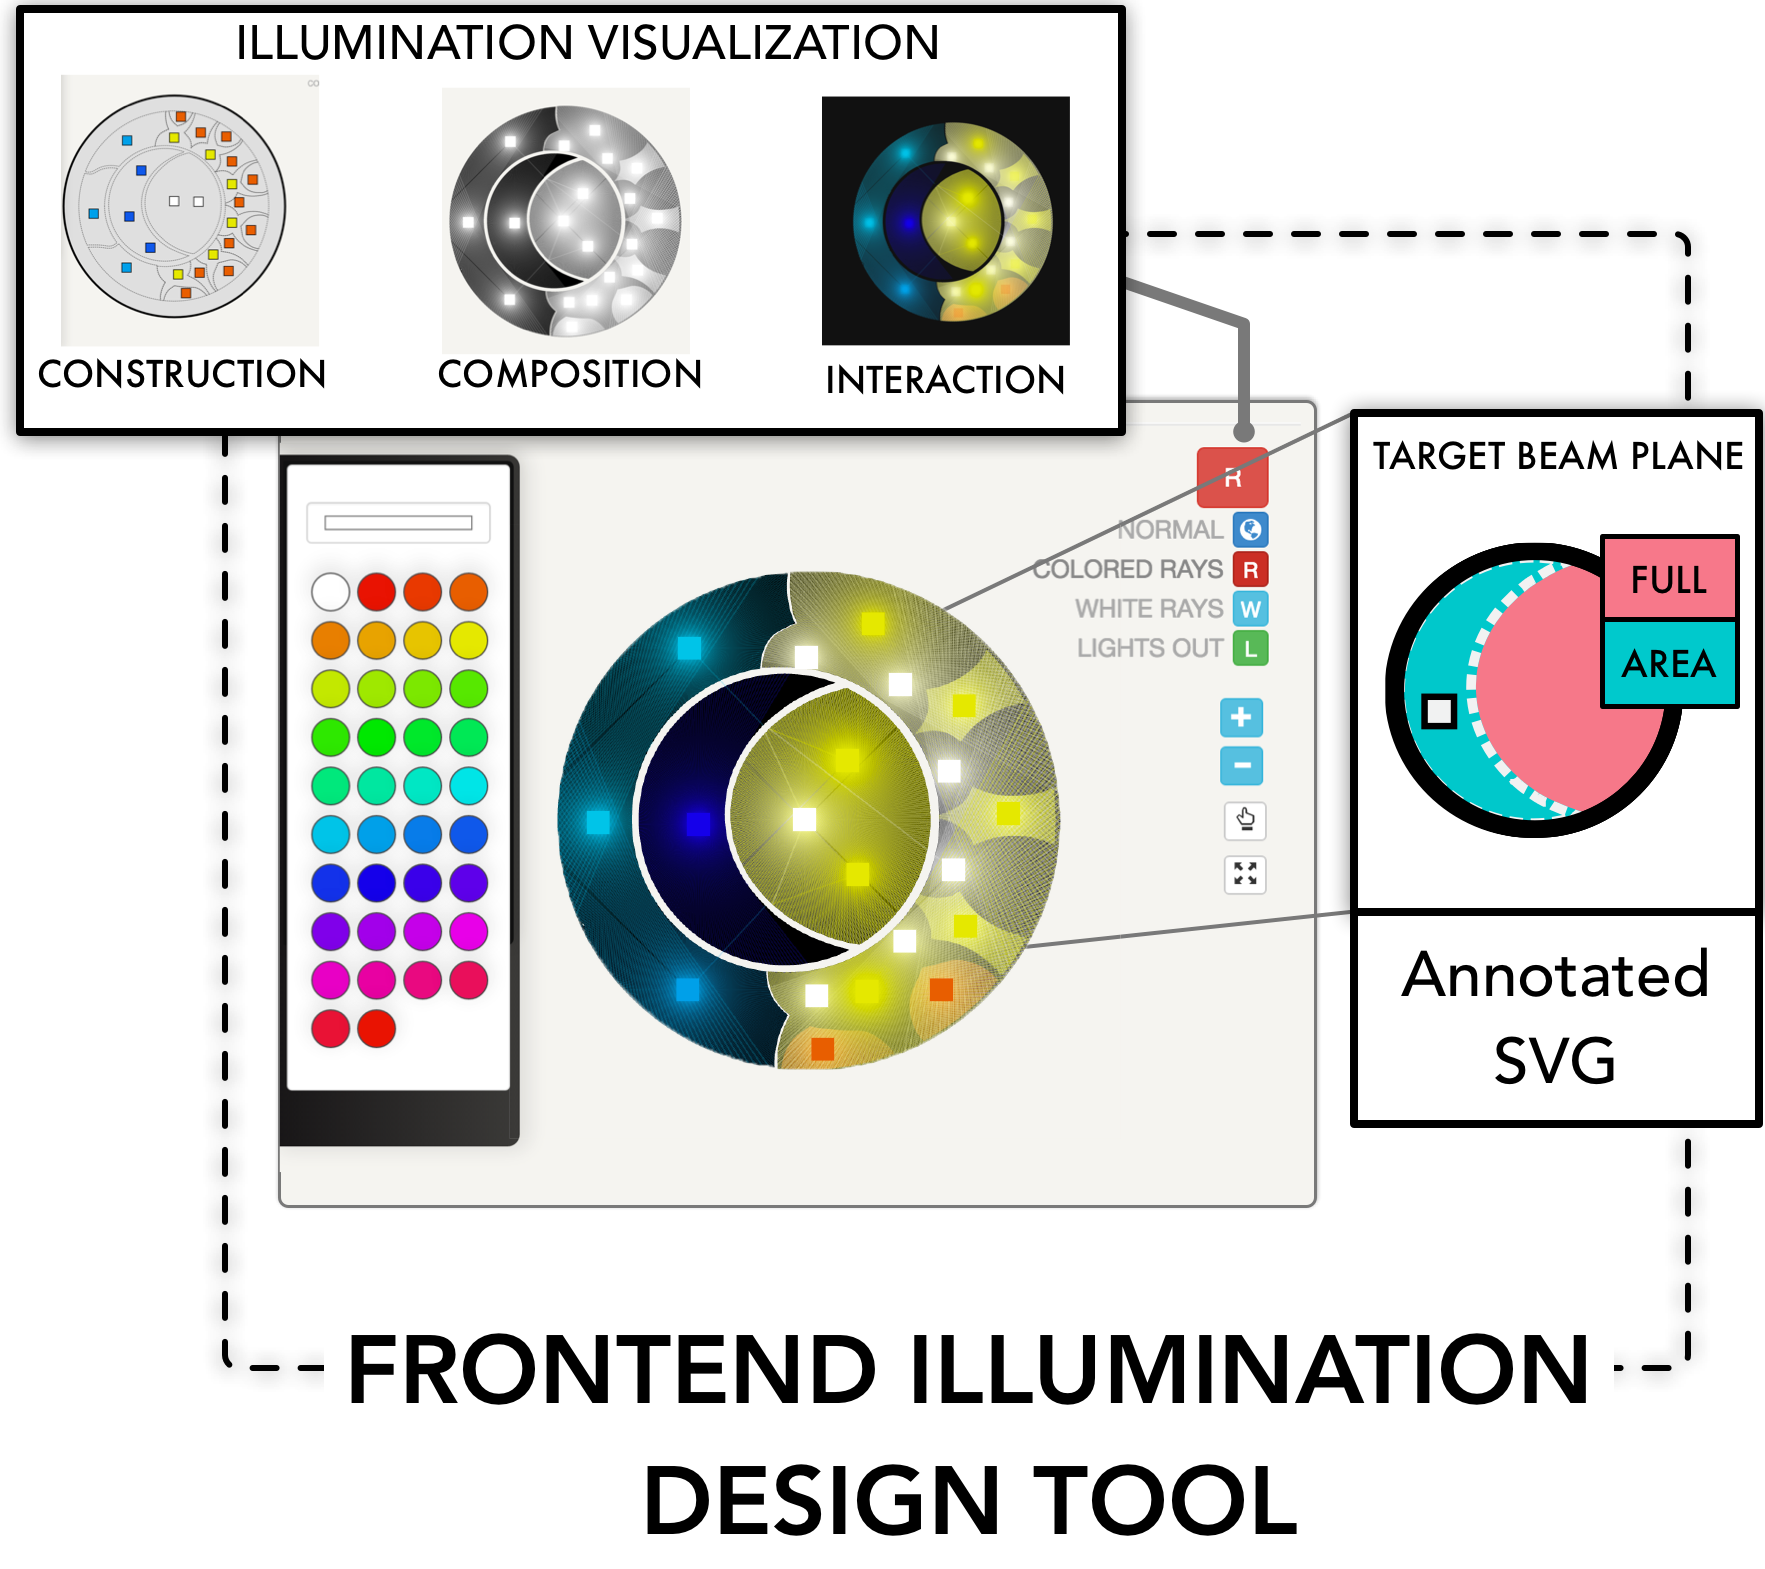 ILLUMINATION VISUALIZATION
CONSTRUCTION
COMPOSITION
INTERACTION
R
NORMAL
COLORED RAYS R
WHITE RAYS W
LIGHTS OUT L
+
-
TARGET BEAM PLANE
FULL
AREA
Annotated
SVG
FRONTEND ILLUMINATION
DESIGN TOOL